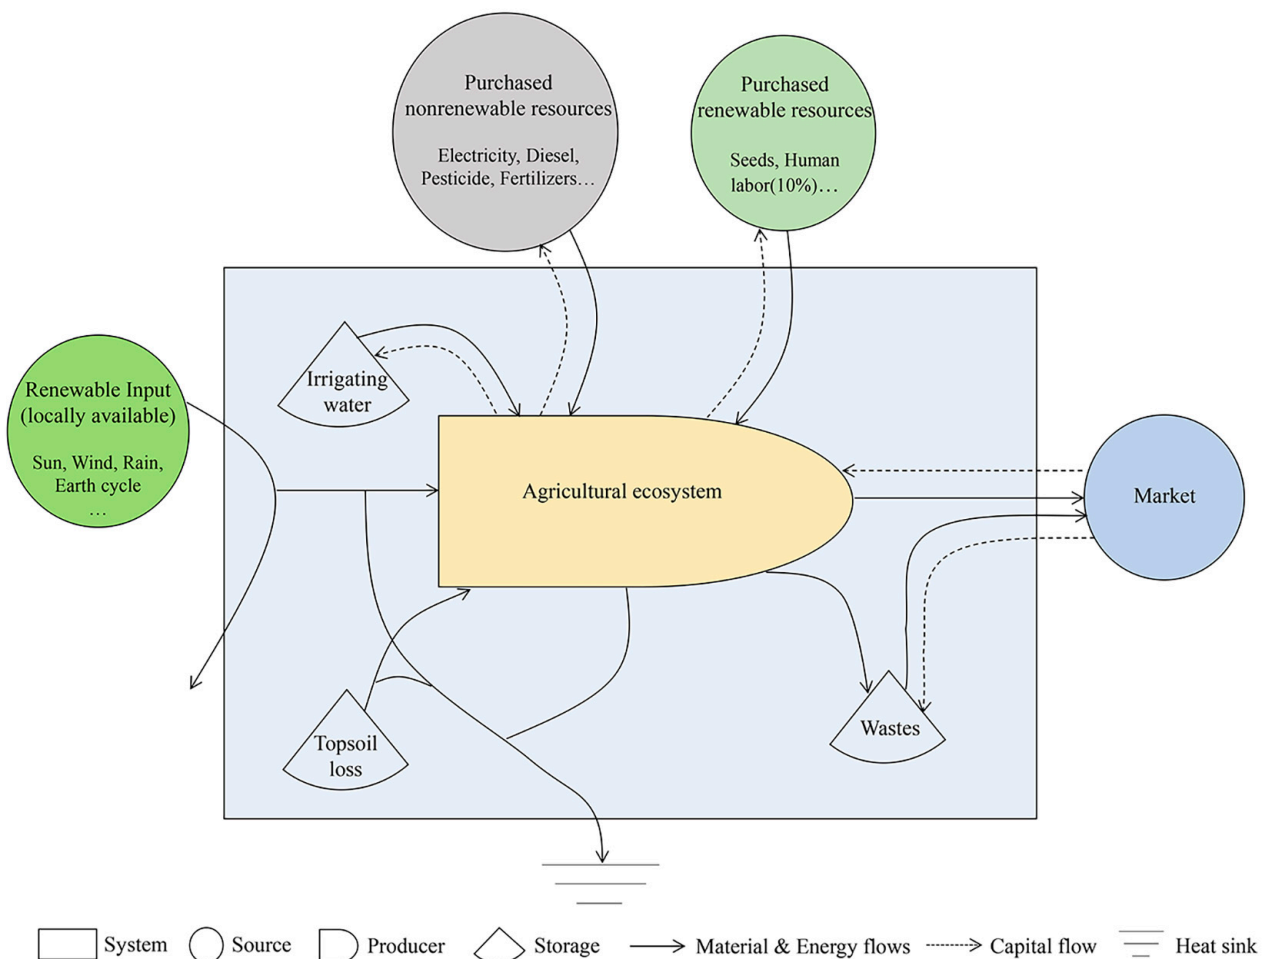 Purchased
nonrenewable resources
Electricity, Diesel,
Pesticide, Fertilizers…
Purchased
renewable resources
Seeds, Human
labor(10%)…
Renewable Input
(locally available)
Sun, Wind, Rain,
Earth cycle
…
Irrigating
water
Agricultural ecosystem
Market
Topsoil
loss
Wastes
System
Source
Producer
Storage
Material & Energy flows
Capital flow
Heat sink